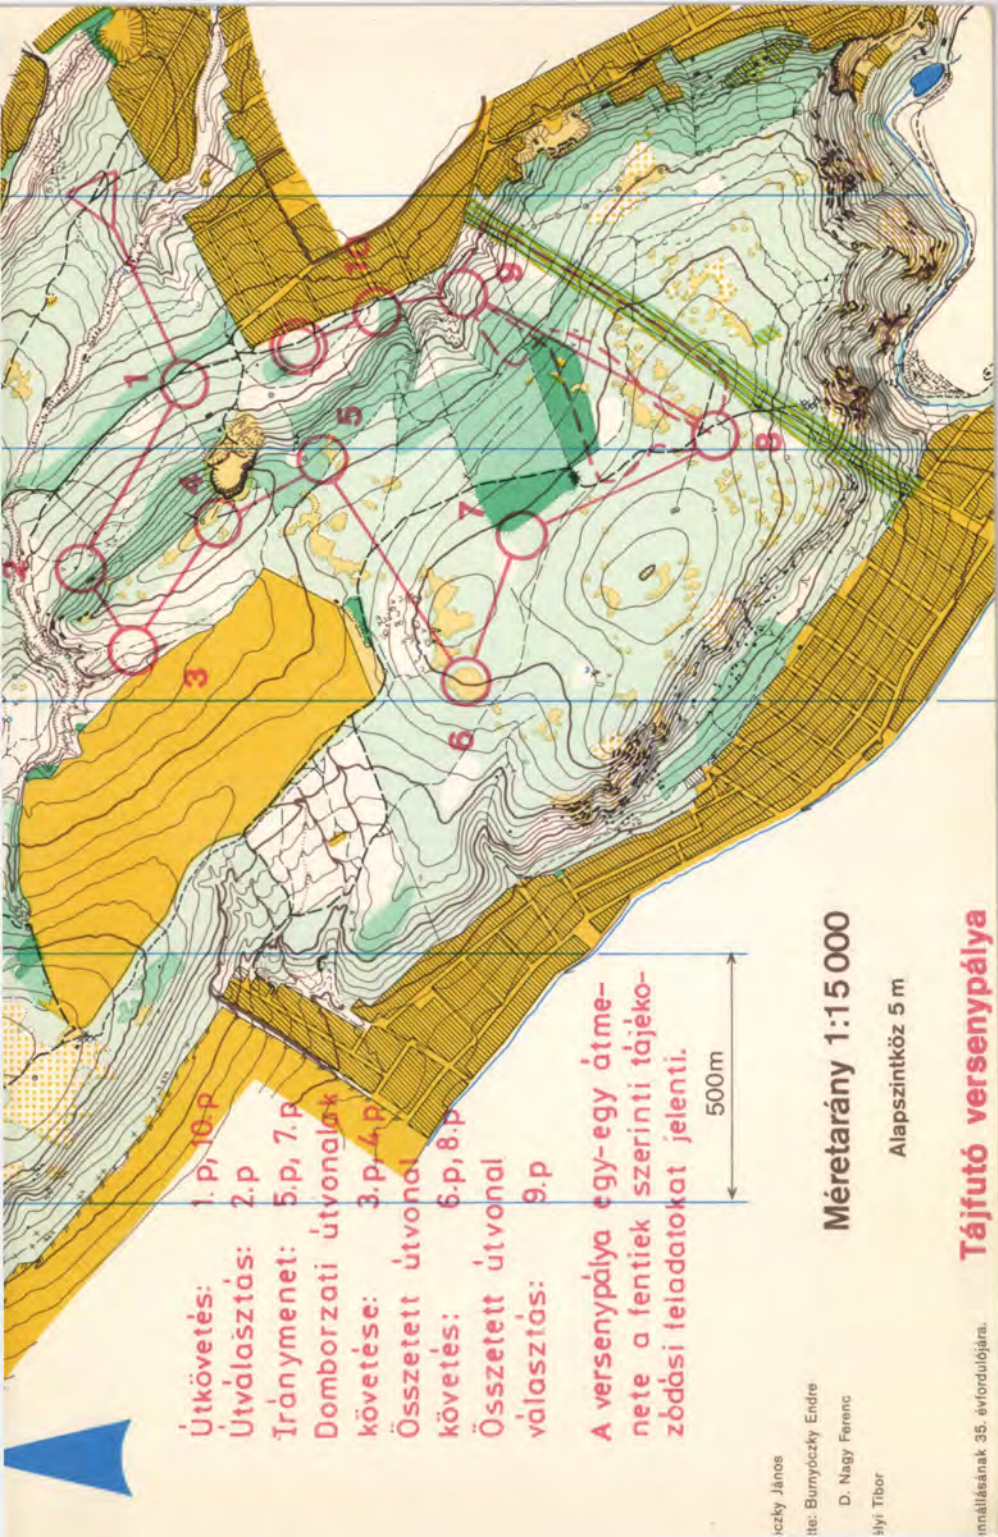 1
2
3
4
5
6
7
8
9
10
Útkövetés: 1. p, 10. p
Útválasztás: 2. p
Iránymenet: 5. p, 7. p
Domborzati útvonalak
követése: 3. p, 4. p
Összetett útvonal
követés: 6. p, 8. p
Összetett útvonal
választás: 9. p
A versenypálya egy-egy átme-
nete a fentiek szerinti tájéko-
zódási feladatokat jelenti.
500m
Méretarány 1:15 000
Alapszintköz 5 m
Tájfutó versenypálya
János
Burnyóczky Endre
D. Nagy Ferenc
Tibor
35. évfordulójára.